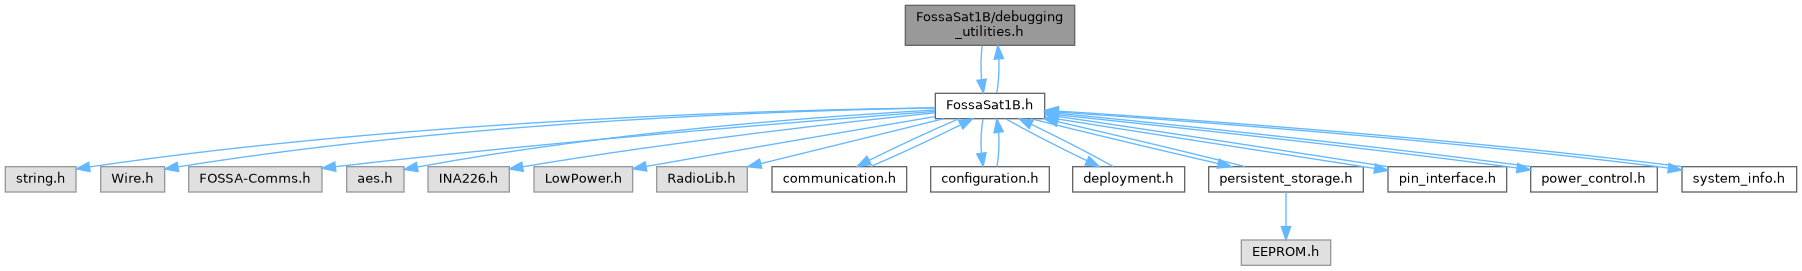 FossaSat1B/debugging
_utilities.h
FossaSat1B.h
string.h
Wire.h
FOSSA-Comms.h
aes.h
INA226.h
LowPower.h
RadioLib.h
communication.h
configuration.h
deployment.h
persistent_storage.h
pin_interface.h
power_control.h
system_info.h
EEPROM.h